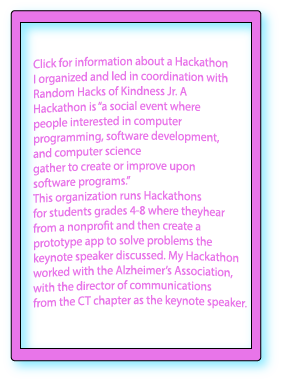 Click for information about a Hackathon
I organized and led in coordination with
Random Hacks of Kindness Jr. A
Hackathon is "a social event where
people interested in computer
programming, software development,
and computer science
gather to create or improve upon
software programs."
This organization runs Hackathons
for students grades 4-8 where theyhear
from a nonprofit and then create a
prototype app to solve problems the
keynote speaker discussed. My Hackathon
worked with the Alzheimer's Association,
with the director of communications
from the CT chapter as the keynote speaker.